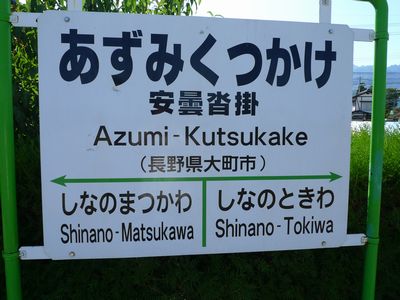 あずみくつかけ
安曇沓掛
Azumi-Kutsukake
(長野県大町市)
しなのまつかわ しなのときわ
Shinano-Matsukawa Shinano-Tokiwa